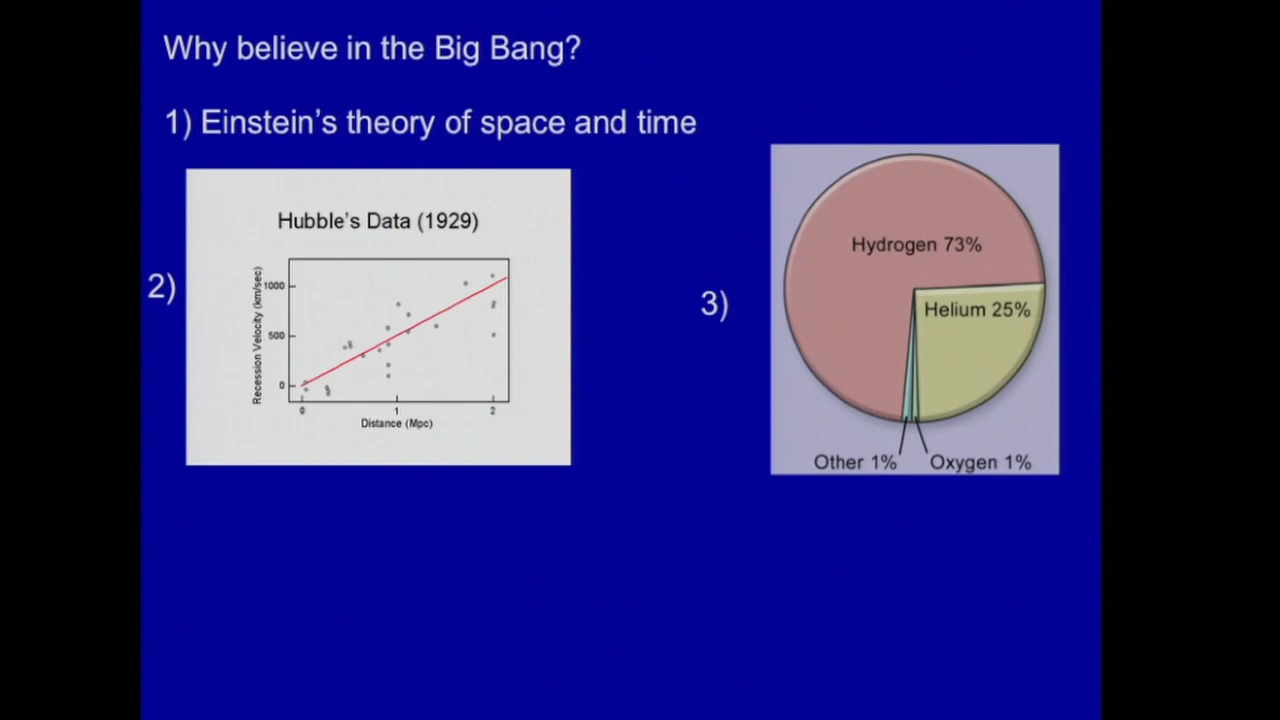 Why believe in the Big Bang?
1) Einstein's theory of space and time
2)
Hubble's Data (1929)
Recession Velocity (km/sec)
1000
500
0
0 1 2
Distance (Mpc)
3)
Hydrogen 73%
Helium 25%
Other 1% Oxygen 1%